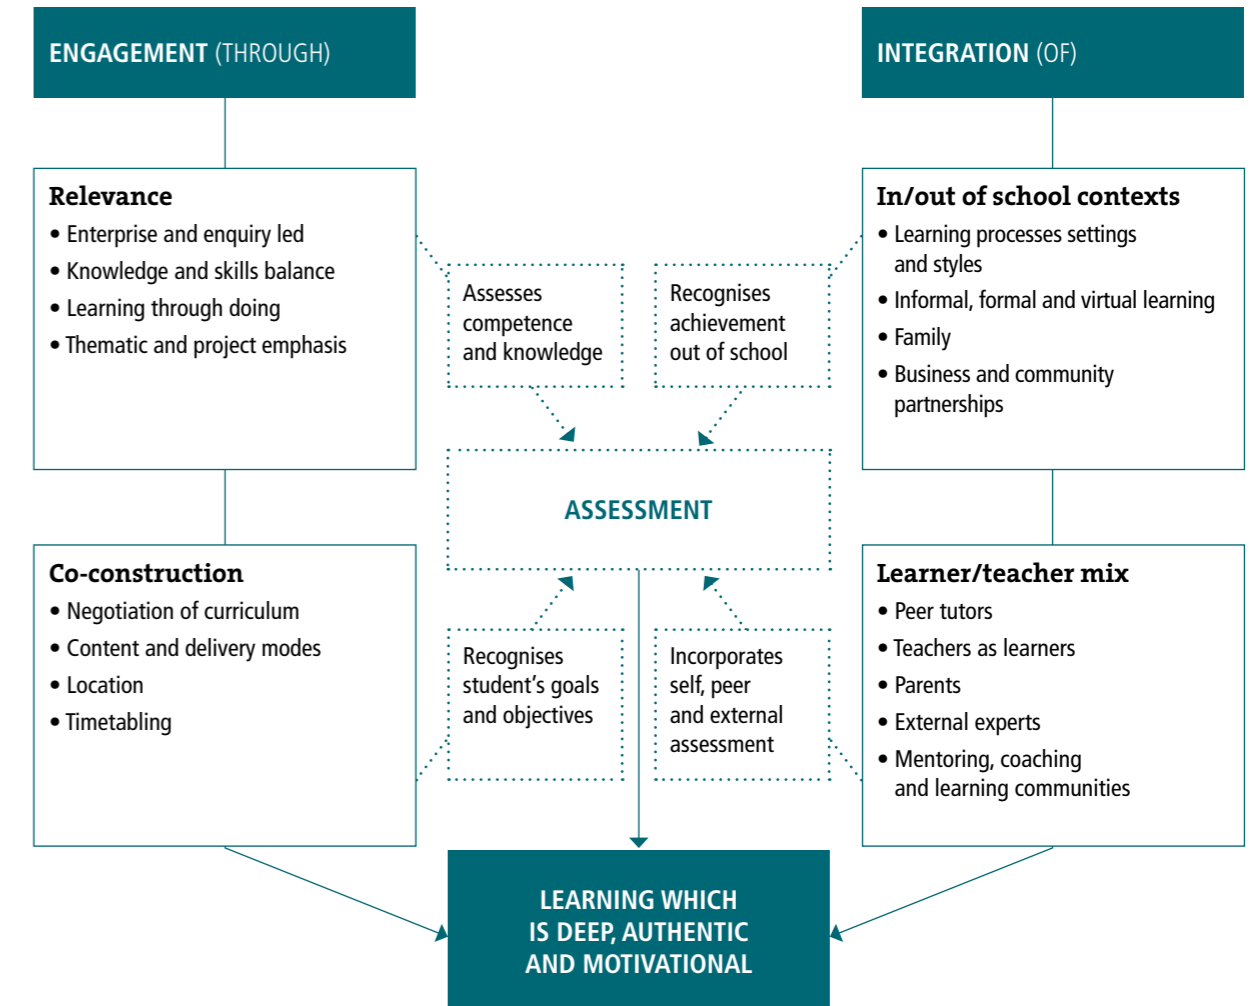 ENGAGEMENT (THROUGH)
Relevance
• Enterprise and enquiry led
• Knowledge and skills balance
• Learning through doing
• Thematic and project emphasis
Co-construction
• Negotiation of curriculum
• Content and delivery modes
• Location
• Timetabling
Assesses
competence
and knowledge
Recognises
achievement
out of school
ASSESSMENT
Recognises
student’s goals
and objectives
Incorporates
self, peer
and external
assessment
INTEGRATION (OF)
In/out of school contexts
• Learning processes settings
and styles
• Informal, formal and virtual learning
• Family
• Business and community
partnerships
Learner/teacher mix
• Peer tutors
• Teachers as learners
• Parents
• External experts
• Mentoring, coaching
and learning communities
LEARNING WHICH
IS DEEP, AUTHENTIC
AND MOTIVATIONAL